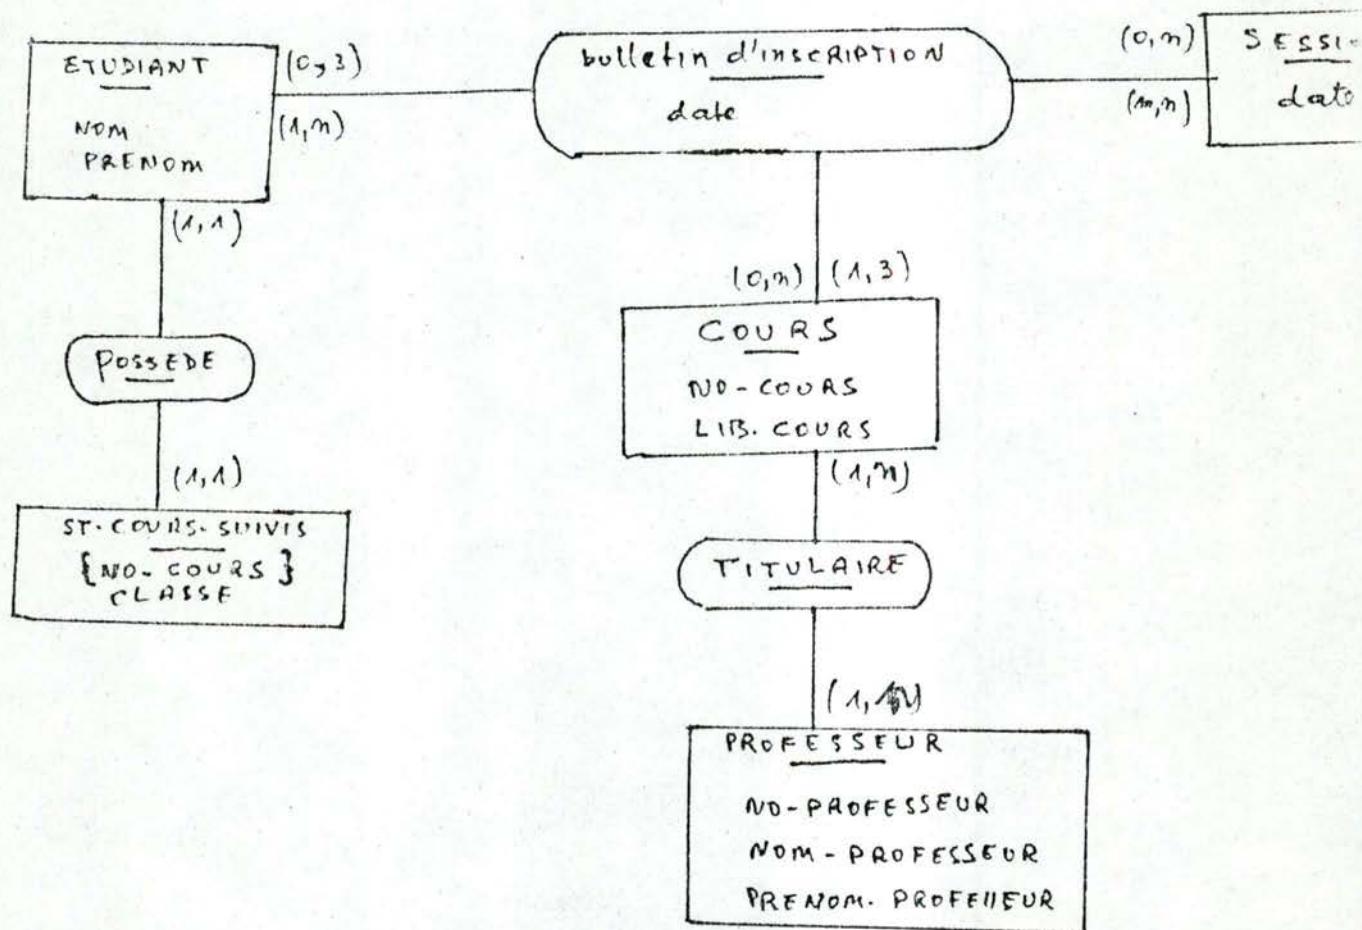 ETUDIANT
NOM
PRENOM
(0,3)
(1,n)
bulletin d'inscription
date
(0,n)
SESSI
date
(1,1)
(0,n) (1,3)
POSSEDE
COURS
NO-COURS
LIB. COURS
(1,1)
(1,n)
ST-COURS-SUIVIS
{NO-COURS}
CLASSE
TITULAIRE
PROFESSEUR
NO-PROFESSEUR
NOM-PROFESSEUR
PRENOM. PROFESSEUR